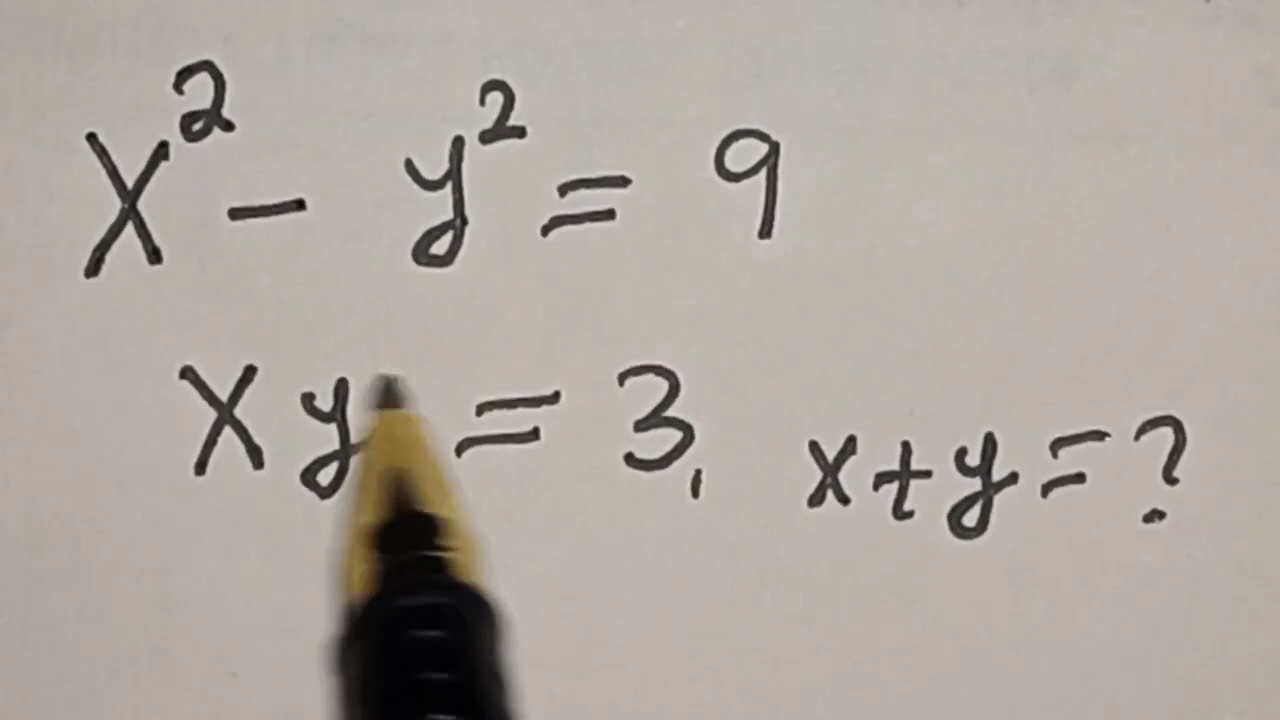 x² - y² = 9
xy = 3, x+y=?